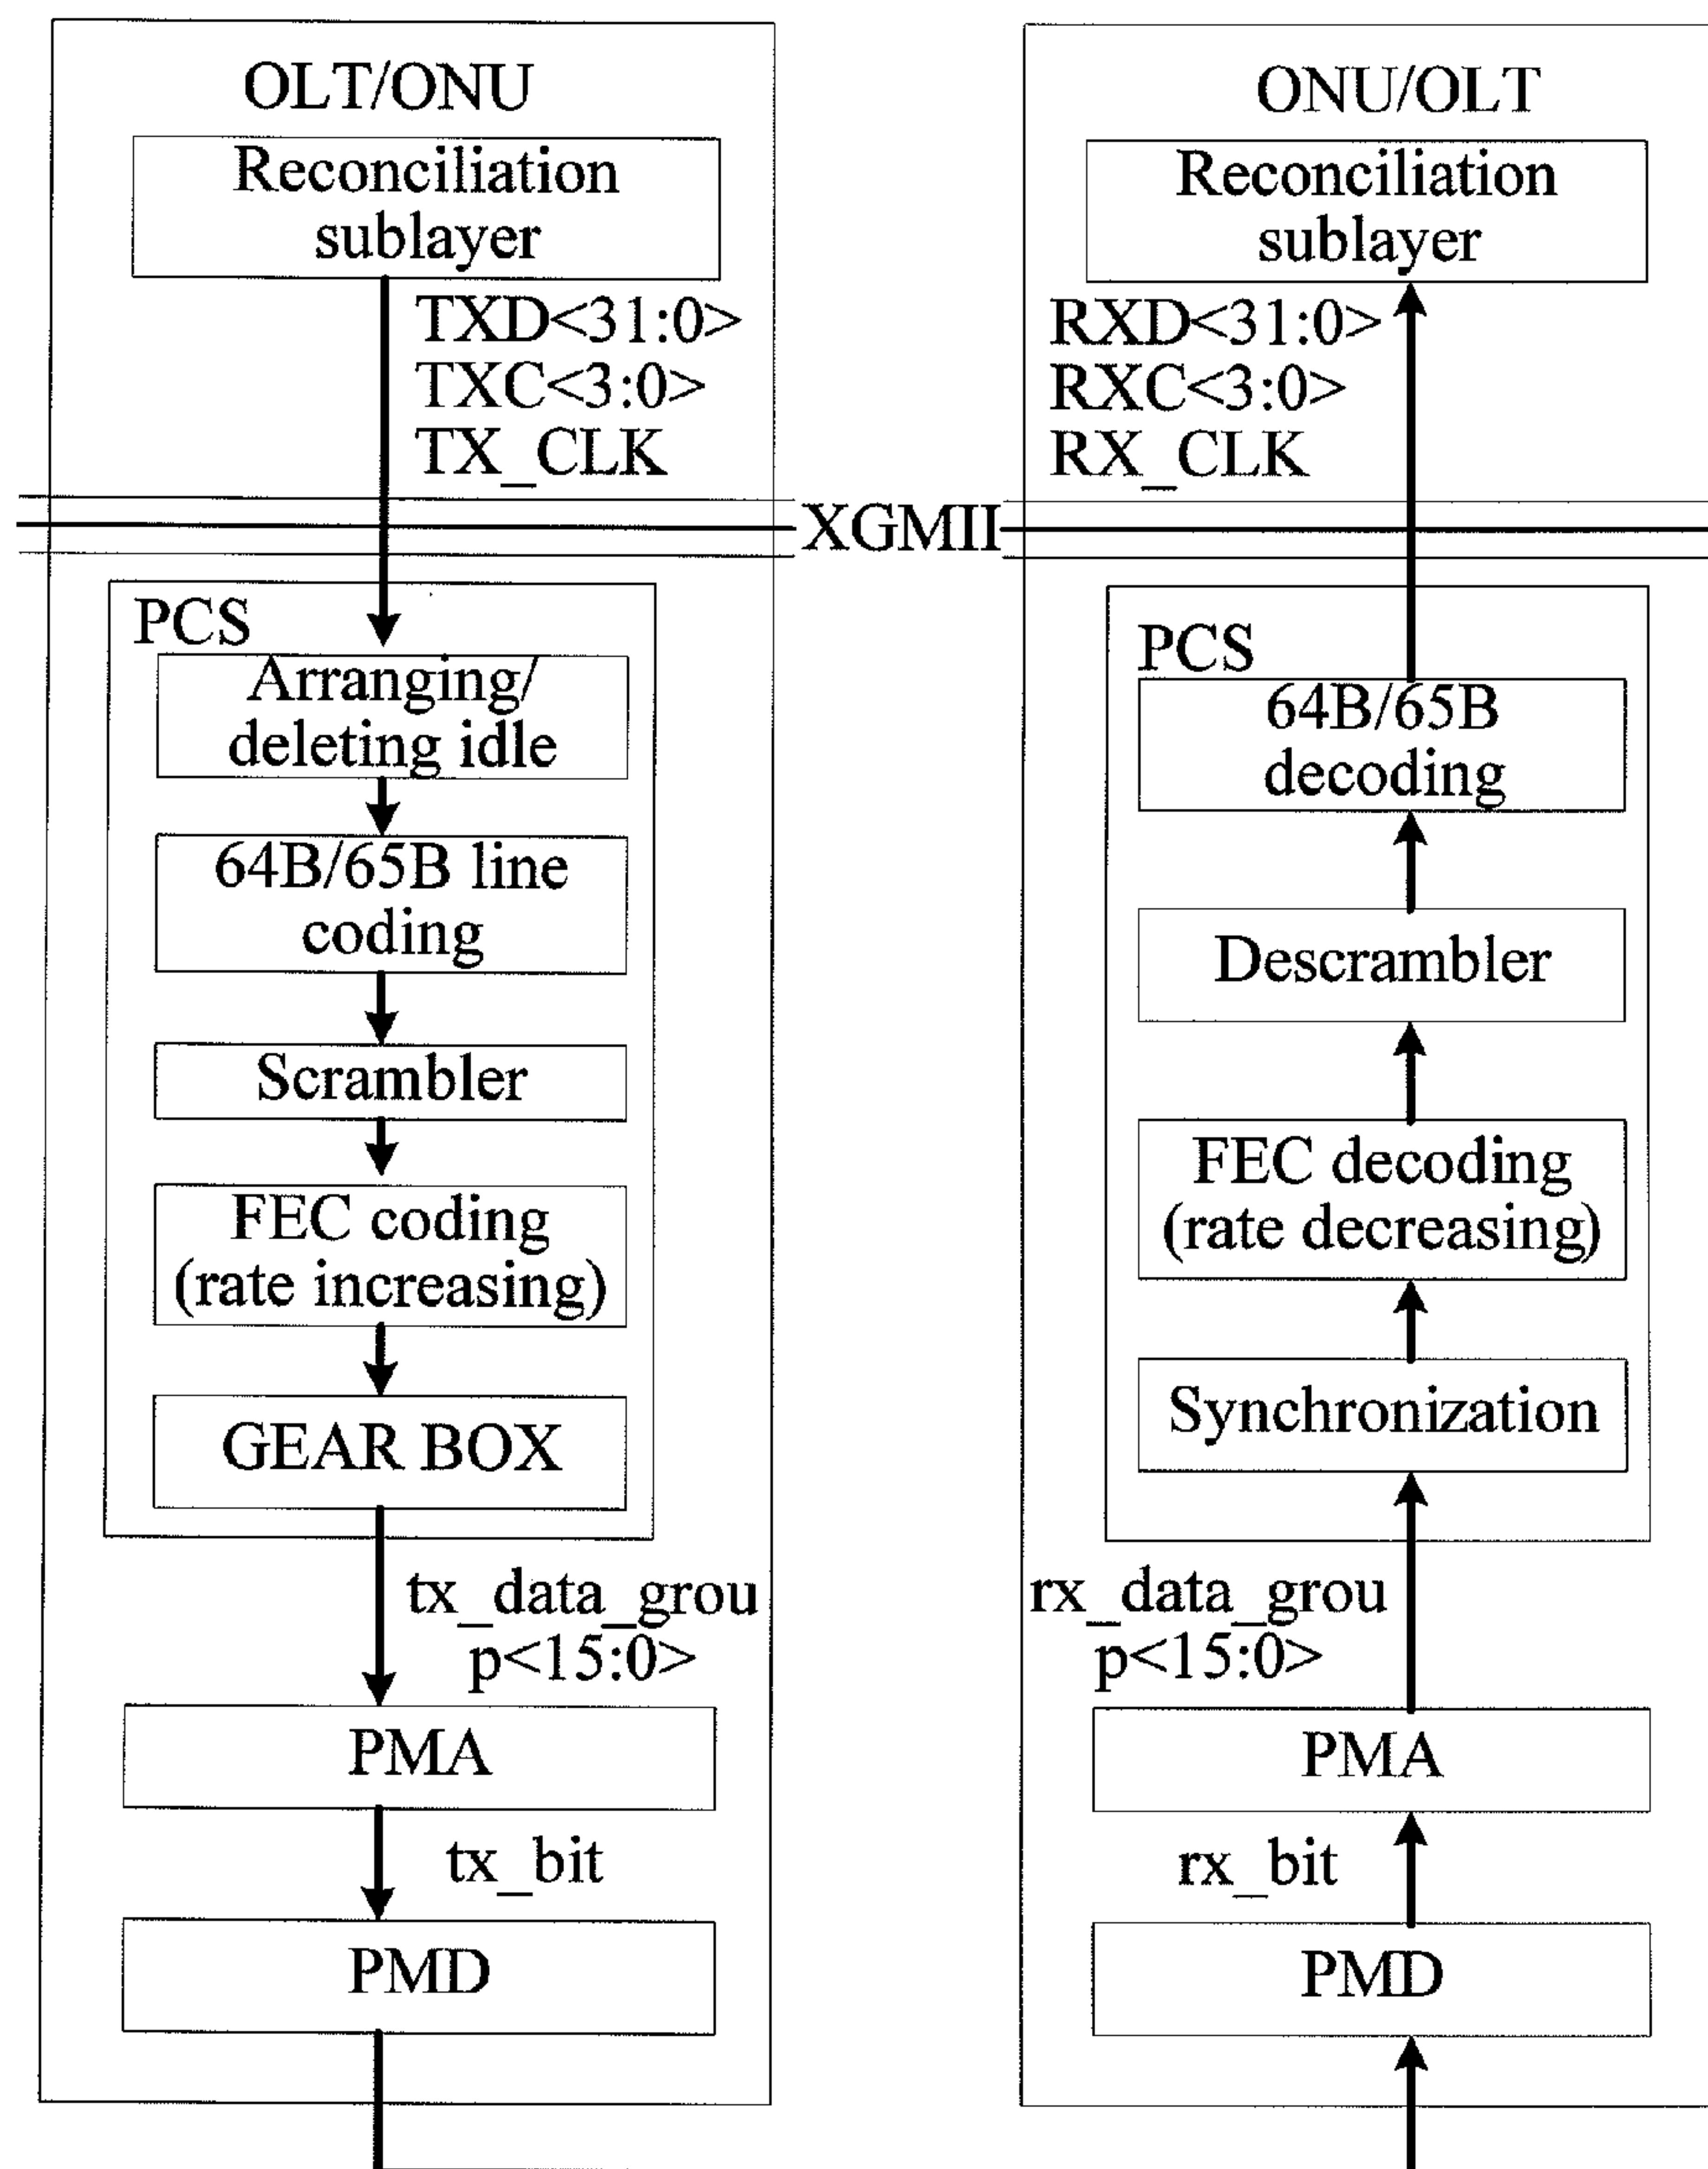 OLT/ONU
Reconciliation
sublayer
TXD<31:0>
TXC<3:0>
TX_CLK
XGMII
PCS
Arranging/
deleting idle
64B/65B line
coding
Scrambler
FEC coding
(rate increasing)
GEAR BOX
tx_data_grou
p<15:0>
PMA
tx_bit
PMD
ONU/OLT
Reconciliation
sublayer
RXD<31:0>
RXC<3:0>
RX_CLK
PCS
64B/65B
decoding
Descrambler
FEC decoding
(rate decreasing)
Synchronization
rx_data_grou
p<15:0>
PMA
rx_bit
PMD